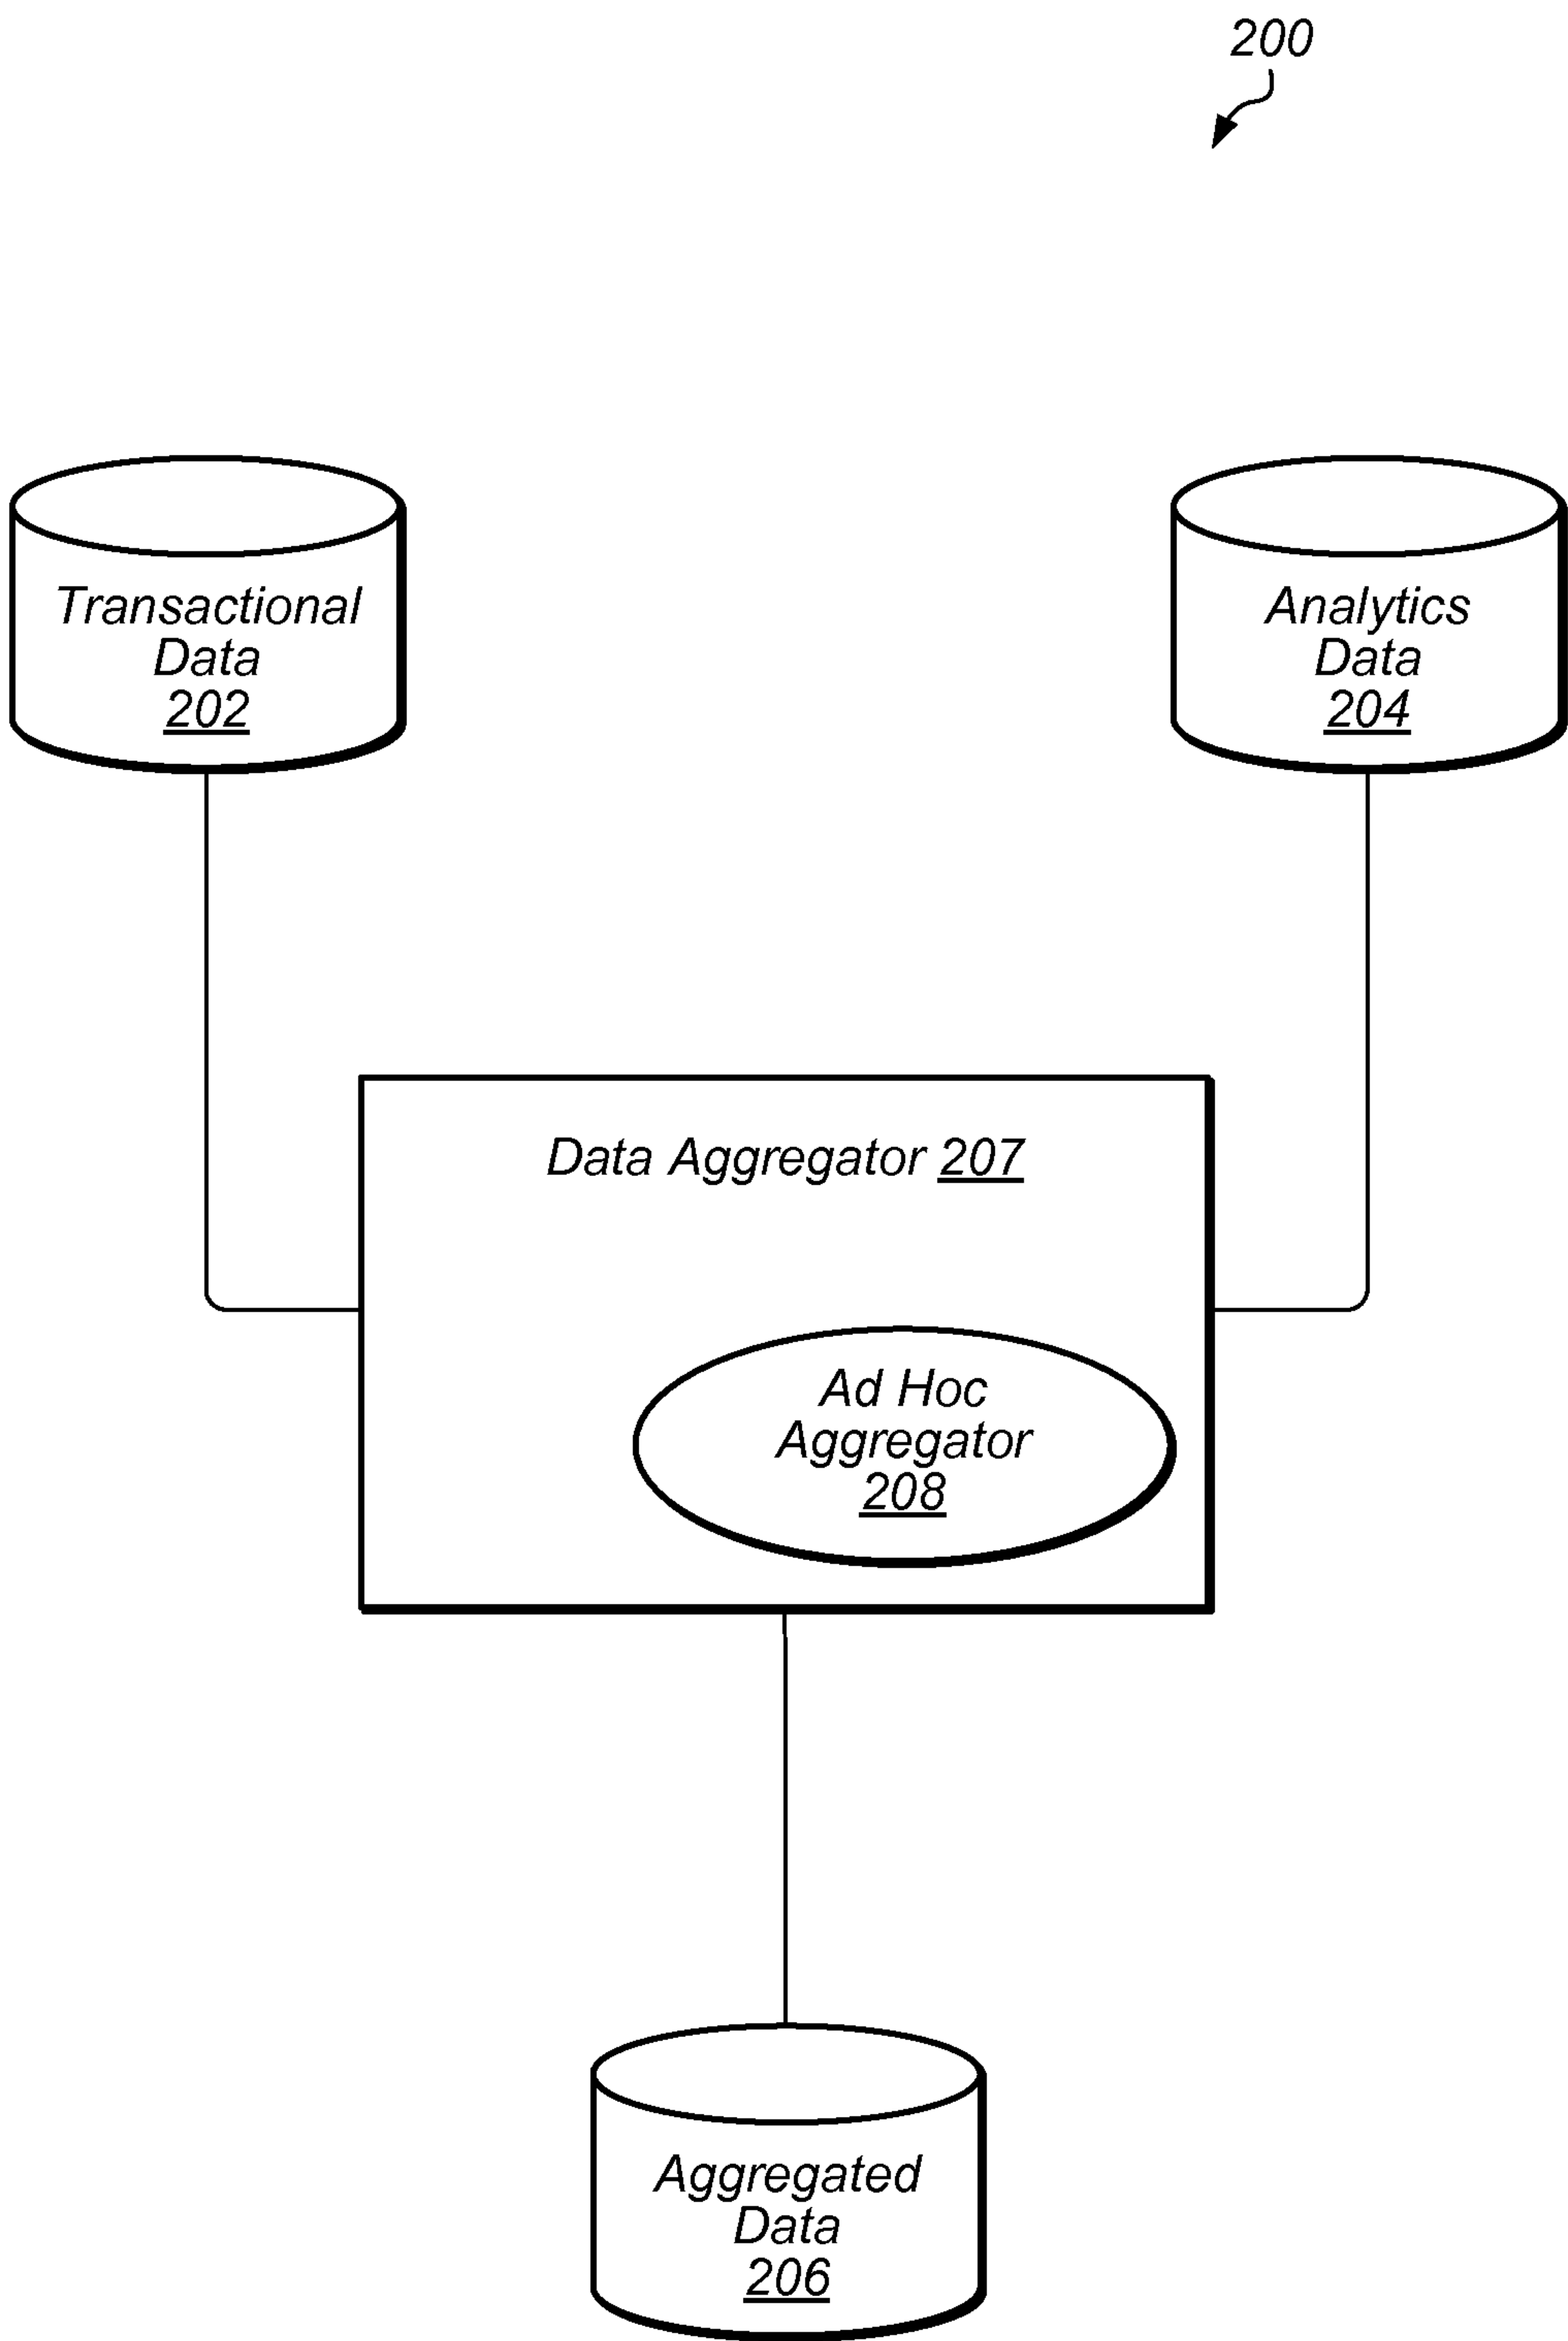 200
Transactional
Data
202
Analytics
Data
204
Data Aggregator 207
Ad Hoc
Aggregator
208
Aggregated
Data
206